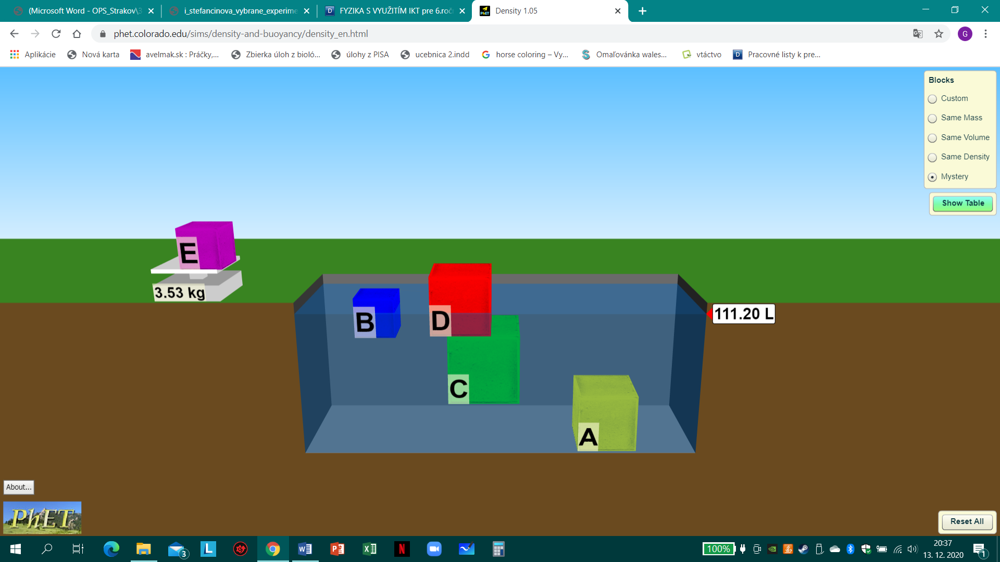 (Microsoft Word - OPS_Strakov\3
i_stefancinova_vybrane_experime
FYZIKA S VYUŽITÍM IKT pre 6.roč
Density 1.05
phet.colorado.edu/sims/density-and-buoyancy/density_en.html
G
Aplikácie
Nová karta
avelmak.sk : Práčky,...
Zbierka úloh z bioló...
úlohy z PISA
ucebnica 2.indd
horse coloring – Vy...
Omaľovánka wales...
vtáctvo
Pracovné listy k pre...
Blocks
Custom
Same Mass
Same Volume
Same Density
Mystery
Show Table
E
3.53 kg
B
D
111.20 L
C
A
About...
PhET
Reset All
3
100%
20:37
13. 12. 2020
1